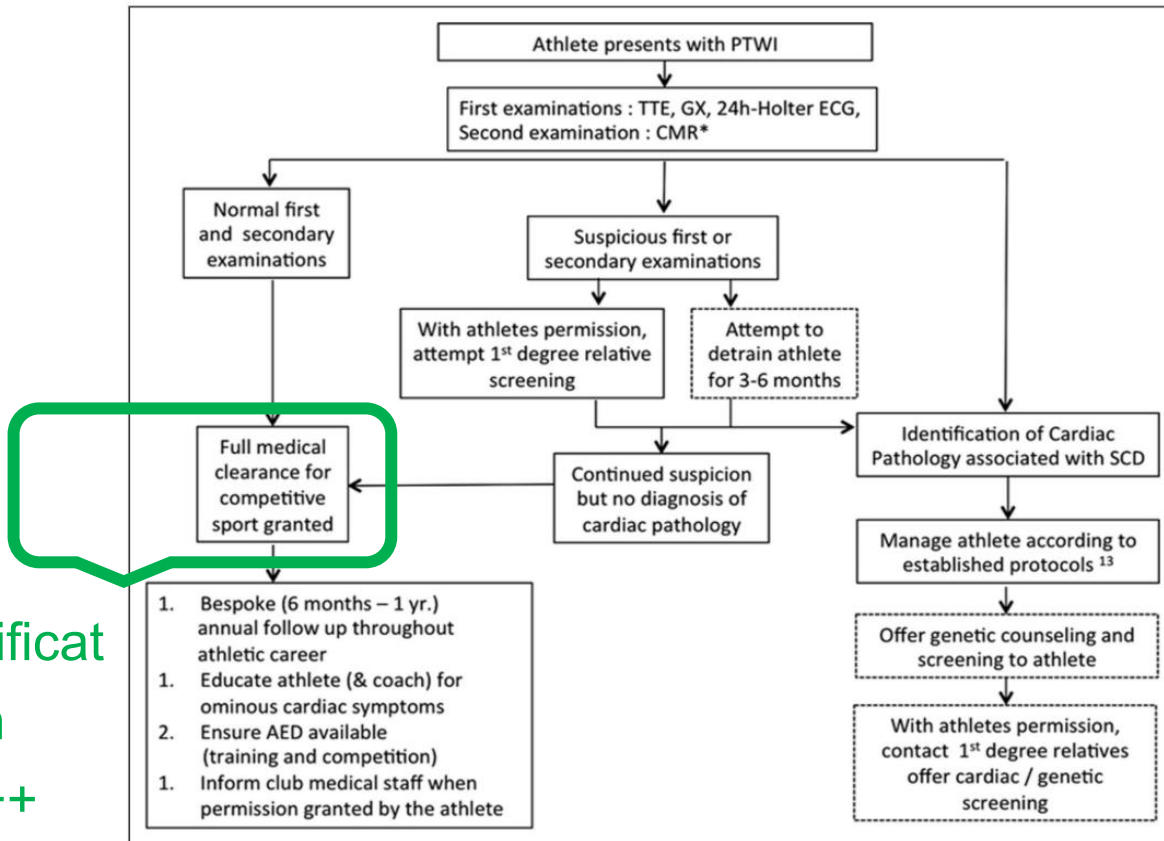 Athlete presents with PTWI
First examinations : TTE, GX, 24h-Holter ECG,
Second examination : CMR*
Normal first
and secondary
examinations
Suspicious first or
secondary examinations
With athletes permission,
attempt 1st degree relative
screening
Attempt to
detrain athlete
for 3-6 months
Full medical
clearance for
competitive
sport granted
Continued suspicion
but no diagnosis of
cardiac pathology
Identification of Cardiac
Pathology associated with SCD
Manage athlete according to
established protocols 13
Offer genetic counseling and
screening to athlete
With athletes permission,
contact 1st degree relatives
offer cardiac / genetic
screening
1. Bespoke (6 months – 1 yr.)
annual follow up throughout
athletic career
1. Educate athlete (& coach) for
ominous cardiac symptoms
2. Ensure AED available
(training and competition)
1. Inform club medical staff when
permission granted by the athlete
ificat
+